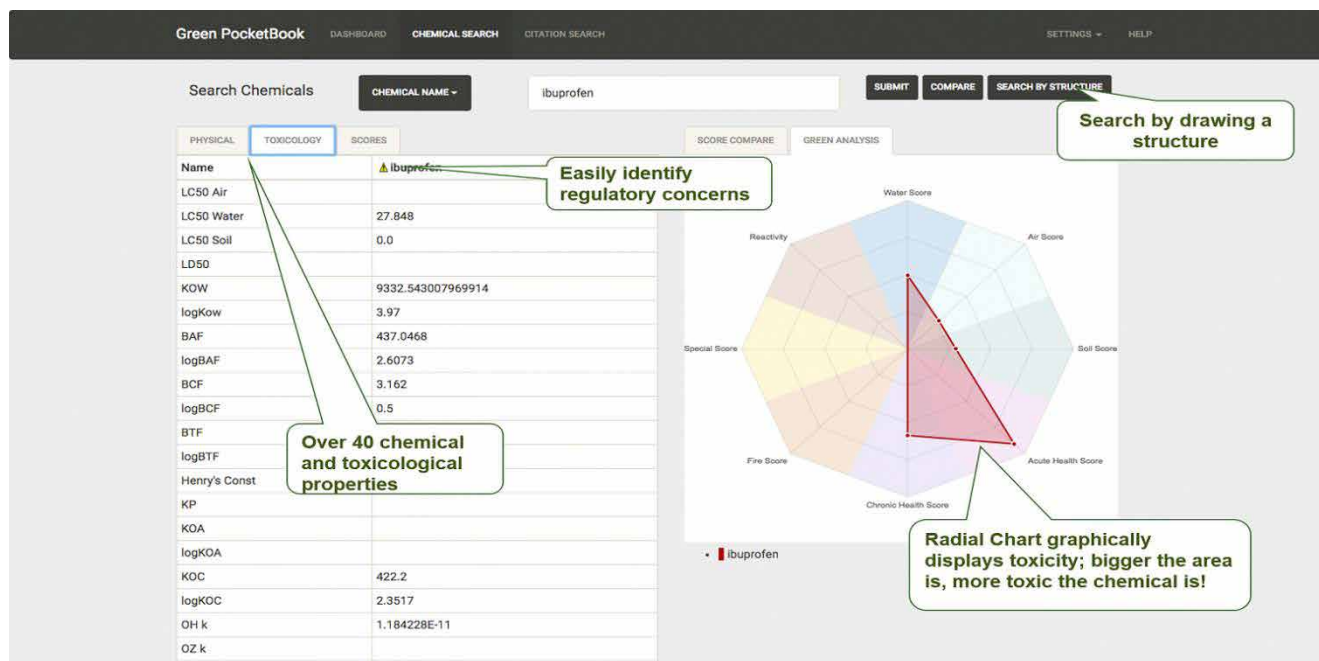 Green PocketBook DASHBOARD CHEMICAL SEARCH CITATION SEARCH SETTINGS HELP
Search Chemicals CHEMICAL NAME ibuprofen SUBMIT COMPARE SEARCH BY STRUCTURE
Search by drawing a
structure
PHYSICAL TOXICOLOGY SCORES
Name ibuprofen
Easily identify
regulatory concerns
LC50 Air
LC50 Water 27.848
LC50 Soil 0.0
LD50
KOW 9332.543007969914
logKow 3.97
BAF 437.0468
logBAF 2.6073
BCF 3.162
logBCF 0.5
BTF
logBTF
Henry's Const
KP
KOA
logKOA
KOC 422.2
logKOC 2.3517
OH k 1.184228E-11
OZ k
Over 40 chemical
and toxicological
properties
SCORE COMPARE GREEN ANALYSIS
Water Score
Reactivity Air Score
Special Score Soil Score
Fire Score Acute Health Score
Chronic Health Score
ibuprofen
Radial Chart graphically
displays toxicity; bigger the area
is, more toxic the chemical is!